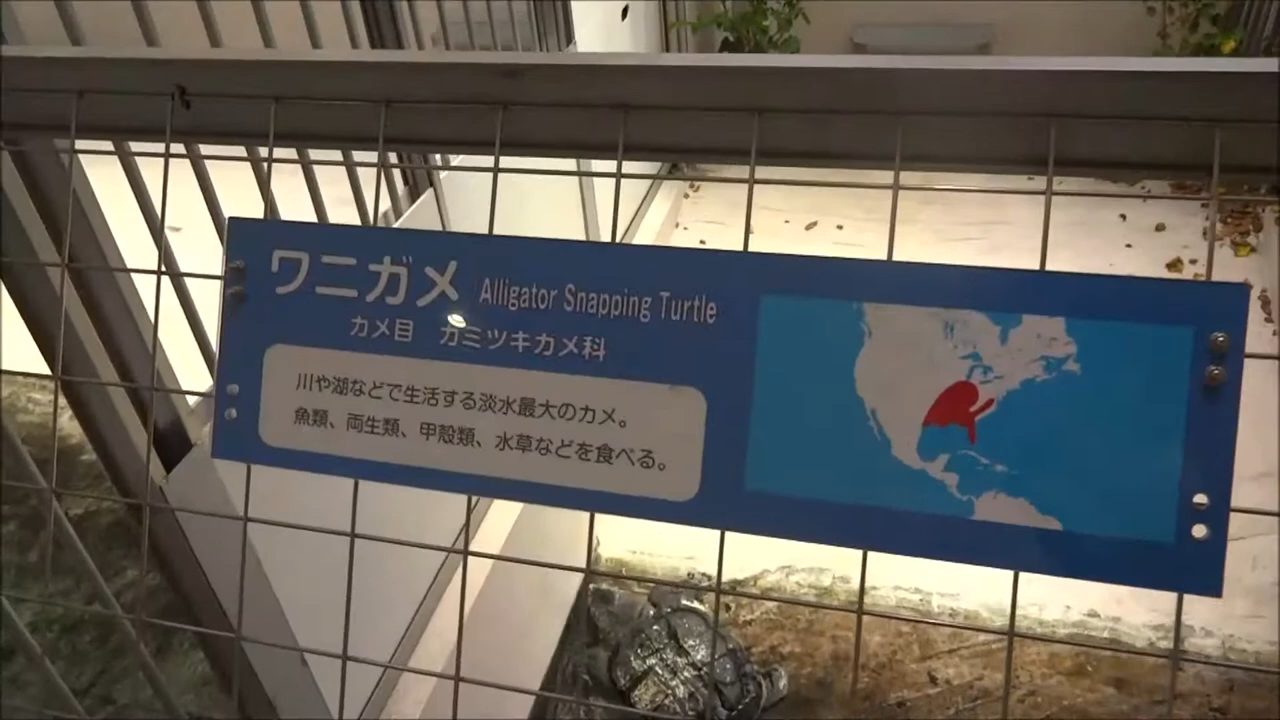 ワニガメ Alligator Snapping Turtle
カメ目 カミツキカメ科
川や湖などで生活する淡水最大のカメ。
魚類、両生類、甲殻類、水草などを食べる。